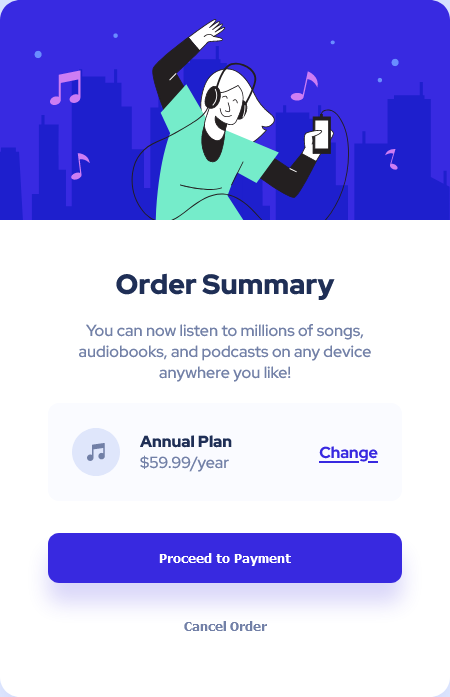 Order Summary
You can now listen to millions of songs,
audiobooks, and podcasts on any device
anywhere you like!
Annual Plan
$59.99/year
Change
Proceed to Payment
Cancel Order